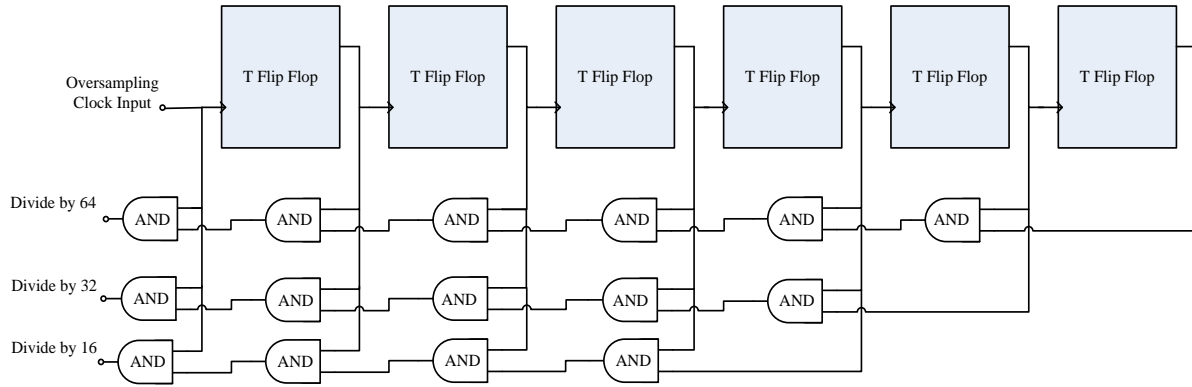 T Flip Flop
T Flip Flop
T Flip Flop
T Flip Flop
T Flip Flop
T Flip Flop
Oversampling
Clock Input
Divide by 64
AND
AND
AND
AND
AND
AND
Divide by 32
AND
AND
AND
AND
AND
Divide by 16
AND
AND
AND
AND